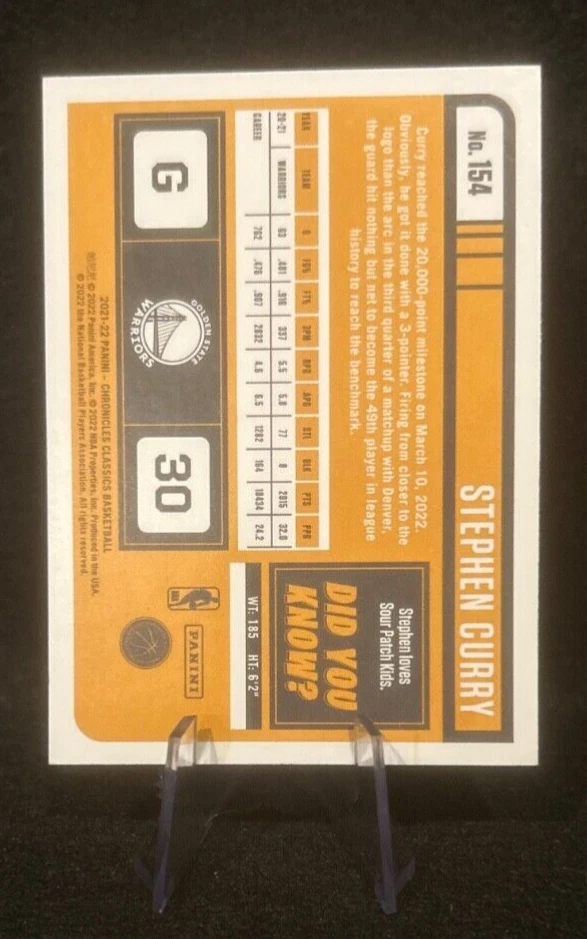 No. 154
STEPHEN CURRY
Curry reached the 20,000-point milestone on March 10, 2022.
Obviously, he got it done with a 3-pointer. Firing from closer to the
logo than the arc in the third quarter of a matchup with Denver,
the guard hit nothing but net to become the 49th player in league
history to reach the benchmark.
Stephen loves
Sour Patch Kids.
DID YOU
KNOW?
YEAR TEAM G FG% FT% 3PM RPG APG STL BLK PTS PPG
20-21 WARRIORS 63 .481 .916 337 5.5 5.8 77 8 2015 32.0
CAREER 762 .476 .907 2832 4.6 6.5 1282 164 18434 24.2
WT: 185 HT: 6'2"
G
GOLDEN STATE
WARRIORS
30
NBA
PANINI
2021-22 PANINI - CHRONICLES CLASSICS BASKETBALL
© 2022 Panini America, Inc. © 2022 NBA Properties, Inc. Produced in the USA.
© 2022 the National Basketball Players Association. All rights reserved.